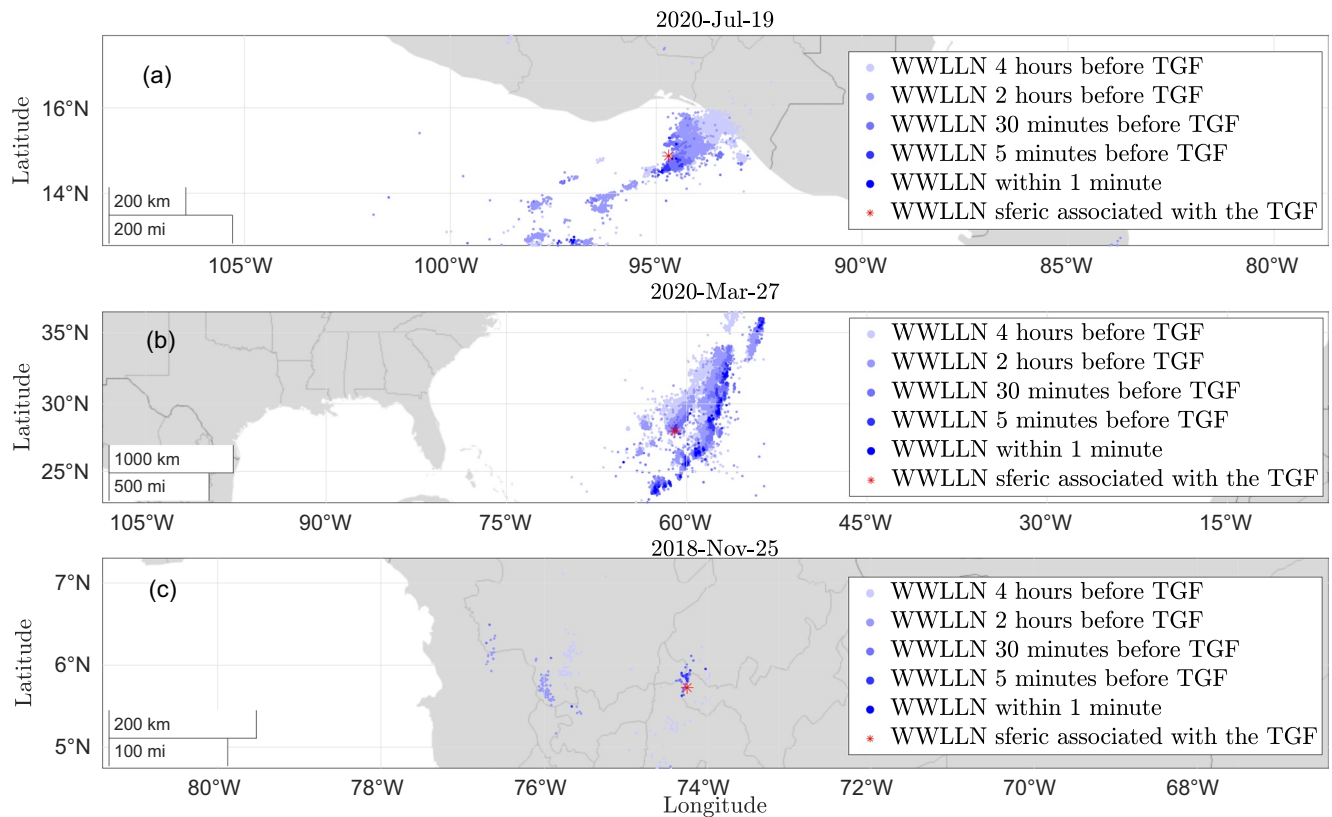 2020-Jul-19
(a)
Latitude
16°N
14°N
200 km
200 mi
WWLLN 4 hours before TGF
WWLLN 2 hours before TGF
WWLLN 30 minutes before TGF
WWLLN 5 minutes before TGF
WWLLN within 1 minute
WWLLN sferic associated with the TGF
105°W 100°W 95°W 90°W 85°W 80°W
2020-Mar-27
(b)
Latitude
35°N
30°N
25°N
1000 km
500 mi
WWLLN 4 hours before TGF
WWLLN 2 hours before TGF
WWLLN 30 minutes before TGF
WWLLN 5 minutes before TGF
WWLLN within 1 minute
WWLLN sferic associated with the TGF
105°W 90°W 75°W 60°W 45°W 30°W 15°W
2018-Nov-25
(c)
Latitude
7°N
6°N
5°N
200 km
100 mi
WWLLN 4 hours before TGF
WWLLN 2 hours before TGF
WWLLN 30 minutes before TGF
WWLLN 5 minutes before TGF
WWLLN within 1 minute
WWLLN sferic associated with the TGF
80°W 78°W 76°W 74°W 72°W 70°W 68°W
Longitude